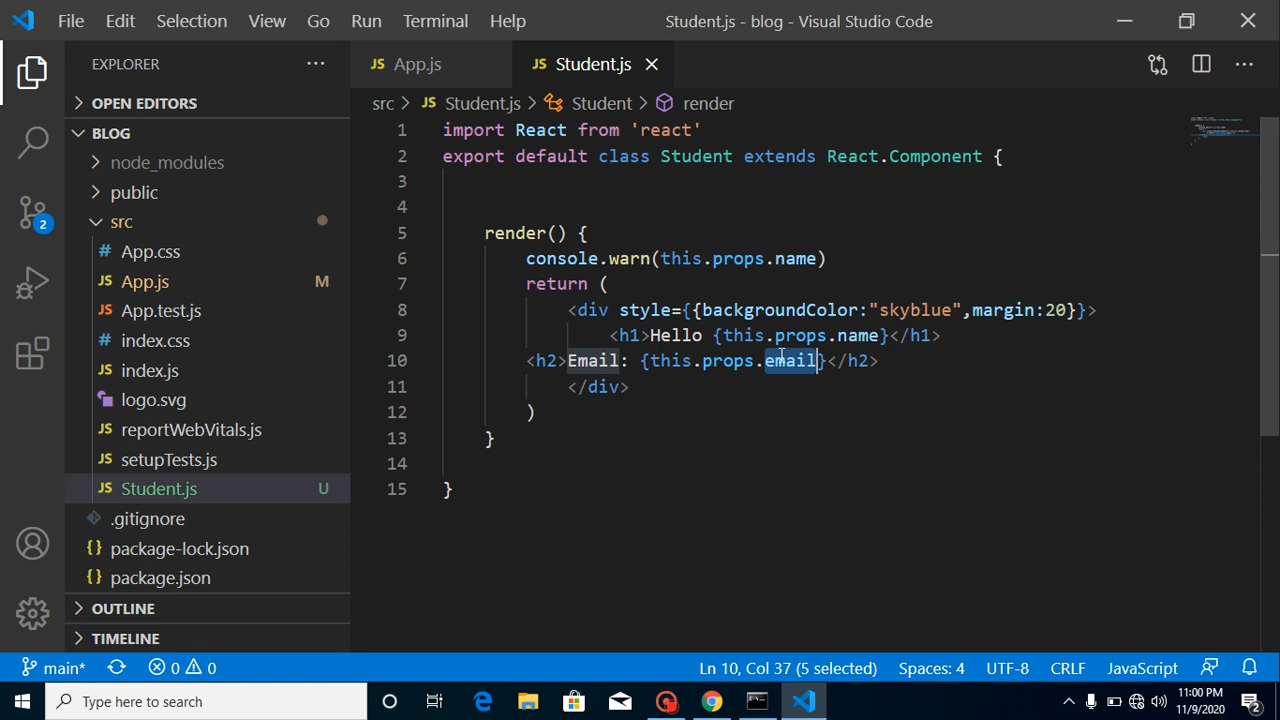 File Edit Selection View Go Run Terminal Help Student.js - blog - Visual Studio Code
EXPLORER
OPEN EDITORS
BLOG
node_modules
public
src
App.css
App.js M
App.test.js
index.css
index.js
logo.svg
reportWebVitals.js
setupTests.js
Student.js U
.gitignore
package-lock.json
package.json
OUTLINE
TIMELINE
2
App.js Student.js
src > Student.js > Student > render
1 import React from 'react'
2 export default class Student extends React.Component {
3
4
5 render() {
6 console.warn(this.props.name)
7 return (
8 <div style={{backgroundColor:"skyblue",margin:20}}>
9 <h1>Hello {this.props.name}</h1>
10 <h2>Email: {this.props.email}</h2>
11 </div>
12 )
13 }
14
15 }
main* 0 0 Ln 10, Col 37 (5 selected) Spaces: 4 UTF-8 CRLF JavaScript
Type here to search
11:00 PM
11/9/2020
2